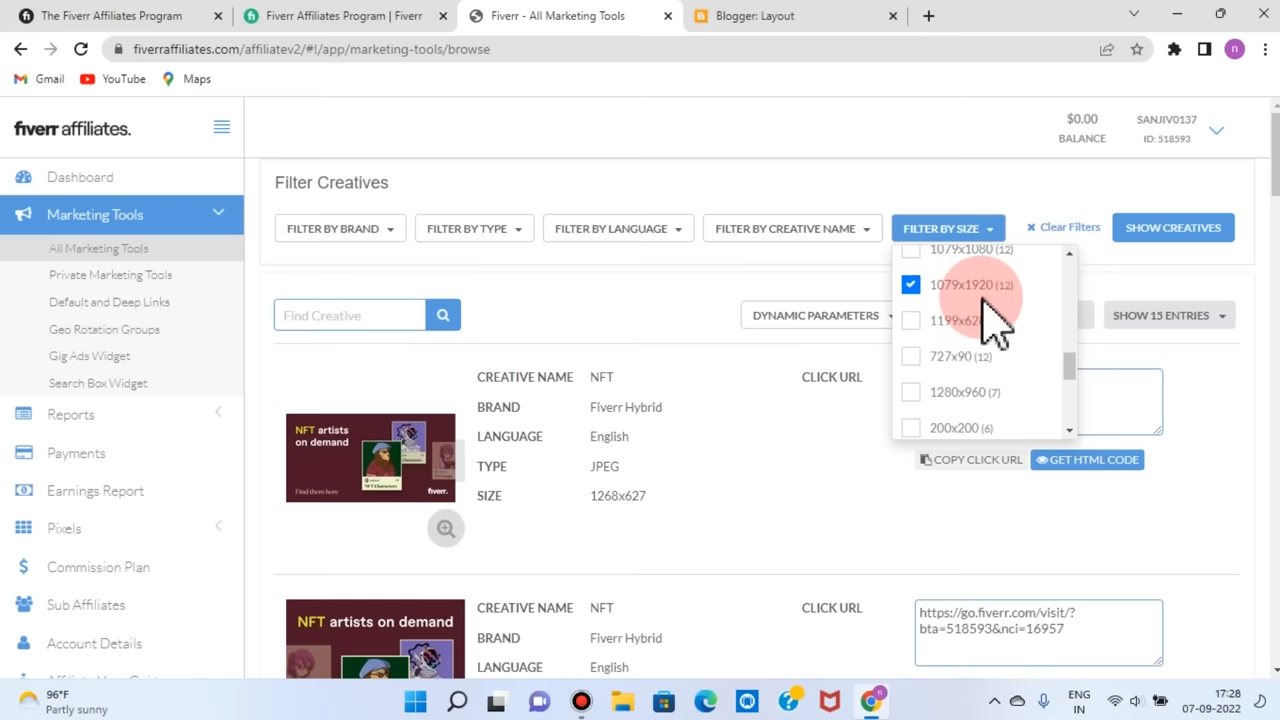 The Fiverr Affiliates Program
Fiverr Affiliates Program | Fiverr
Fiverr - All Marketing Tools
Blogger: Layout
fiverraffiliates.com/affiliatev2/#!/app/marketing-tools/browse
n
Gmail
YouTube
Maps
fiverr affiliates.
$0.00
BALANCE
SANJIV0137
ID: 518593
Dashboard
Marketing Tools
All Marketing Tools
Private Marketing Tools
Default and Deep Links
Geo Rotation Groups
Gig Ads Widget
Search Box Widget
Reports
Payments
Earnings Report
Pixels
Commission Plan
Sub Affiliates
Account Details
Filter Creatives
FILTER BY BRAND
FILTER BY TYPE
FILTER BY LANGUAGE
FILTER BY CREATIVE NAME
FILTER BY SIZE
Clear Filters
SHOW CREATIVES
1079x1080 (12)
1079x1920 (12)
727x90 (12)
1280x960 (7)
200x200 (6)
Find Creative
DYNAMIC PARAMETERS
SHOW 15 ENTRIES
NFT artists
on demand
NFT Characters
Find them here
fiverr.
CREATIVE NAME NFT
BRAND Fiverr Hybrid
LANGUAGE English
TYPE JPEG
SIZE 1268x627
CLICK URL
COPY CLICK URL
GET HTML CODE
NFT artists on demand
CREATIVE NAME NFT
BRAND Fiverr Hybrid
LANGUAGE English
CLICK URL
https://go.fiverr.com/visit/?
bta=518593&nci=16957
96°F
Partly sunny
n
ENG
IN
17:28
07-09-2022